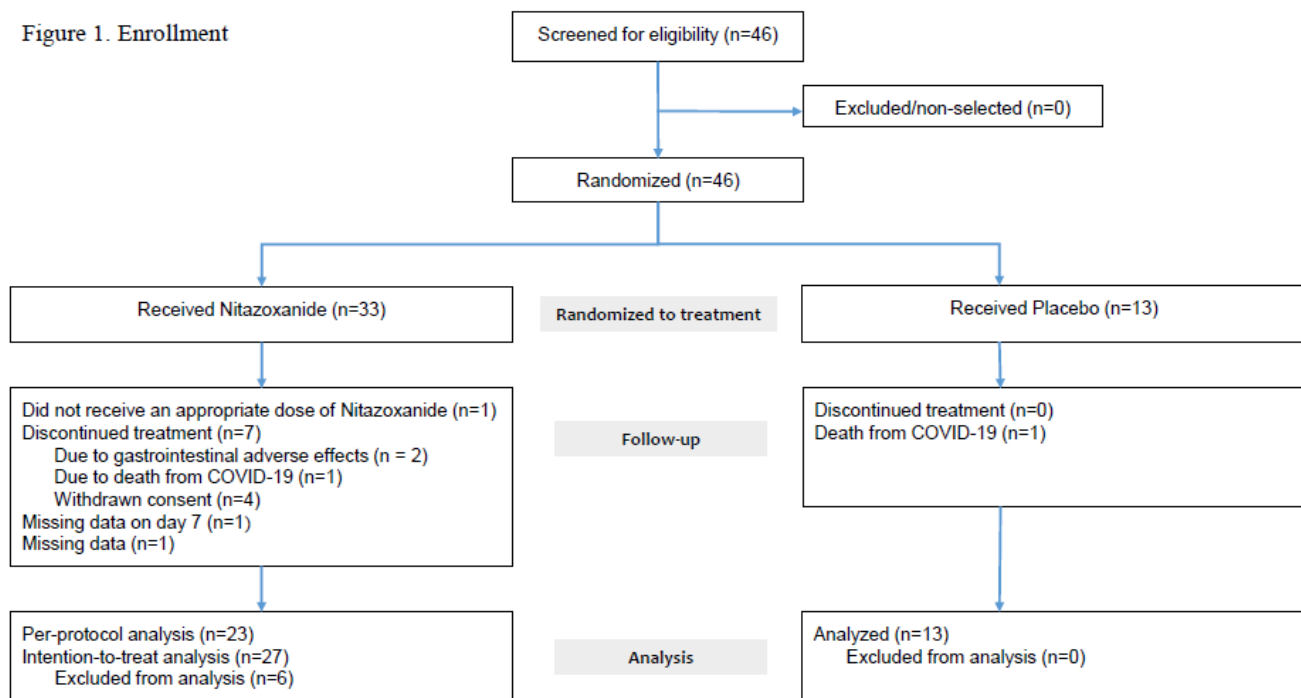 Figure 1. Enrollment
Screened for eligibility (n=46)
Excluded/non-selected (n=0)
Randomized (n=46)
Received Nitazoxanide (n=33)
Randomized to treatment
Received Placebo (n=13)
Did not receive an appropriate dose of Nitazoxanide (n=1)
Discontinued treatment (n=7)
Due to gastrointestinal adverse effects (n = 2)
Due to death from COVID-19 (n=1)
Withdrawn consent (n=4)
Missing data on day 7 (n=1)
Missing data (n=1)
Follow-up
Discontinued treatment (n=0)
Death from COVID-19 (n=1)
Per-protocol analysis (n=23)
Intention-to-treat analysis (n=27)
Excluded from analysis (n=6)
Analysis
Analyzed (n=13)
Excluded from analysis (n=0)